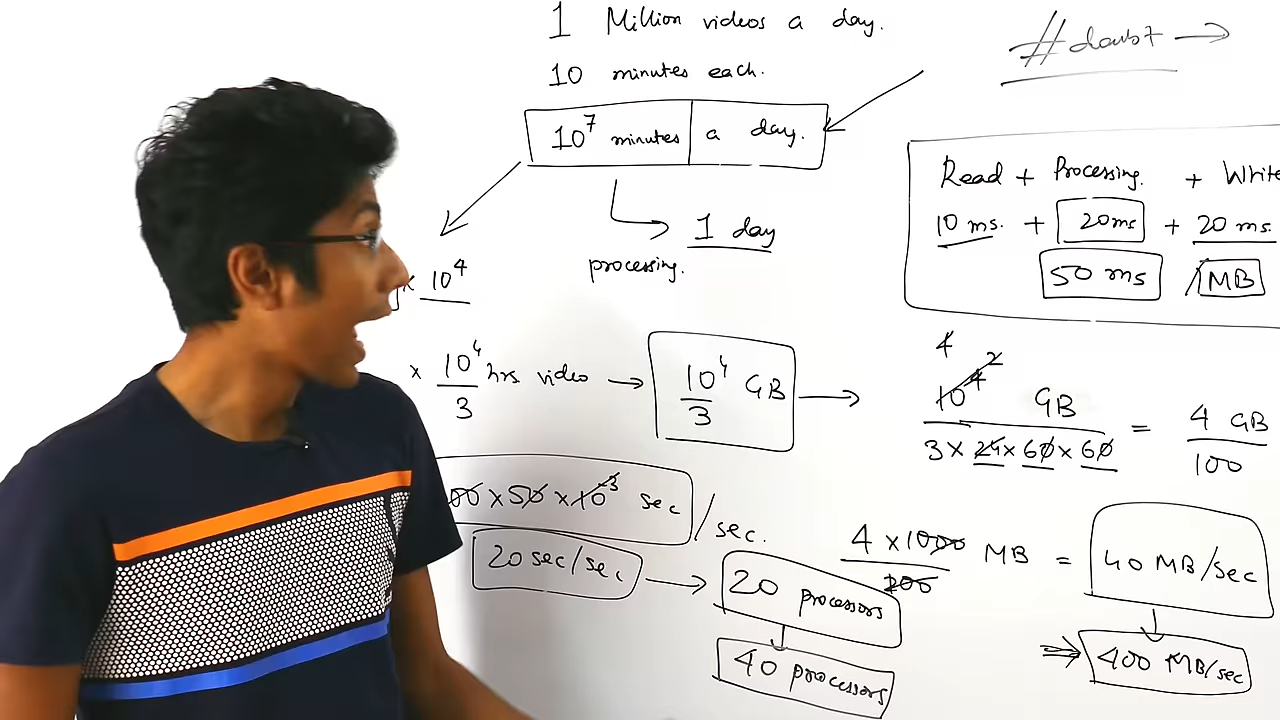 1 Million videos a day.
#doubt →
10 minutes each.
10⁷ minutes | a day.
Read + Processing. + Write
10 ms. + 20ms + 20 ms.
50 ms / MB
→ 1 day
processing.
× 10⁴
× 10⁴/3 hrs video → 10⁴/3 GB →
10⁴ GB / 3 × 24 × 60 × 60 = 4 GB / 100
4 2
00 × 50 × 10⁻³ sec / sec.
20 sec/sec → 20 processors
40 processors
4 × 1000 / 100 MB = 40 MB/sec
⇒ 400 MB/sec